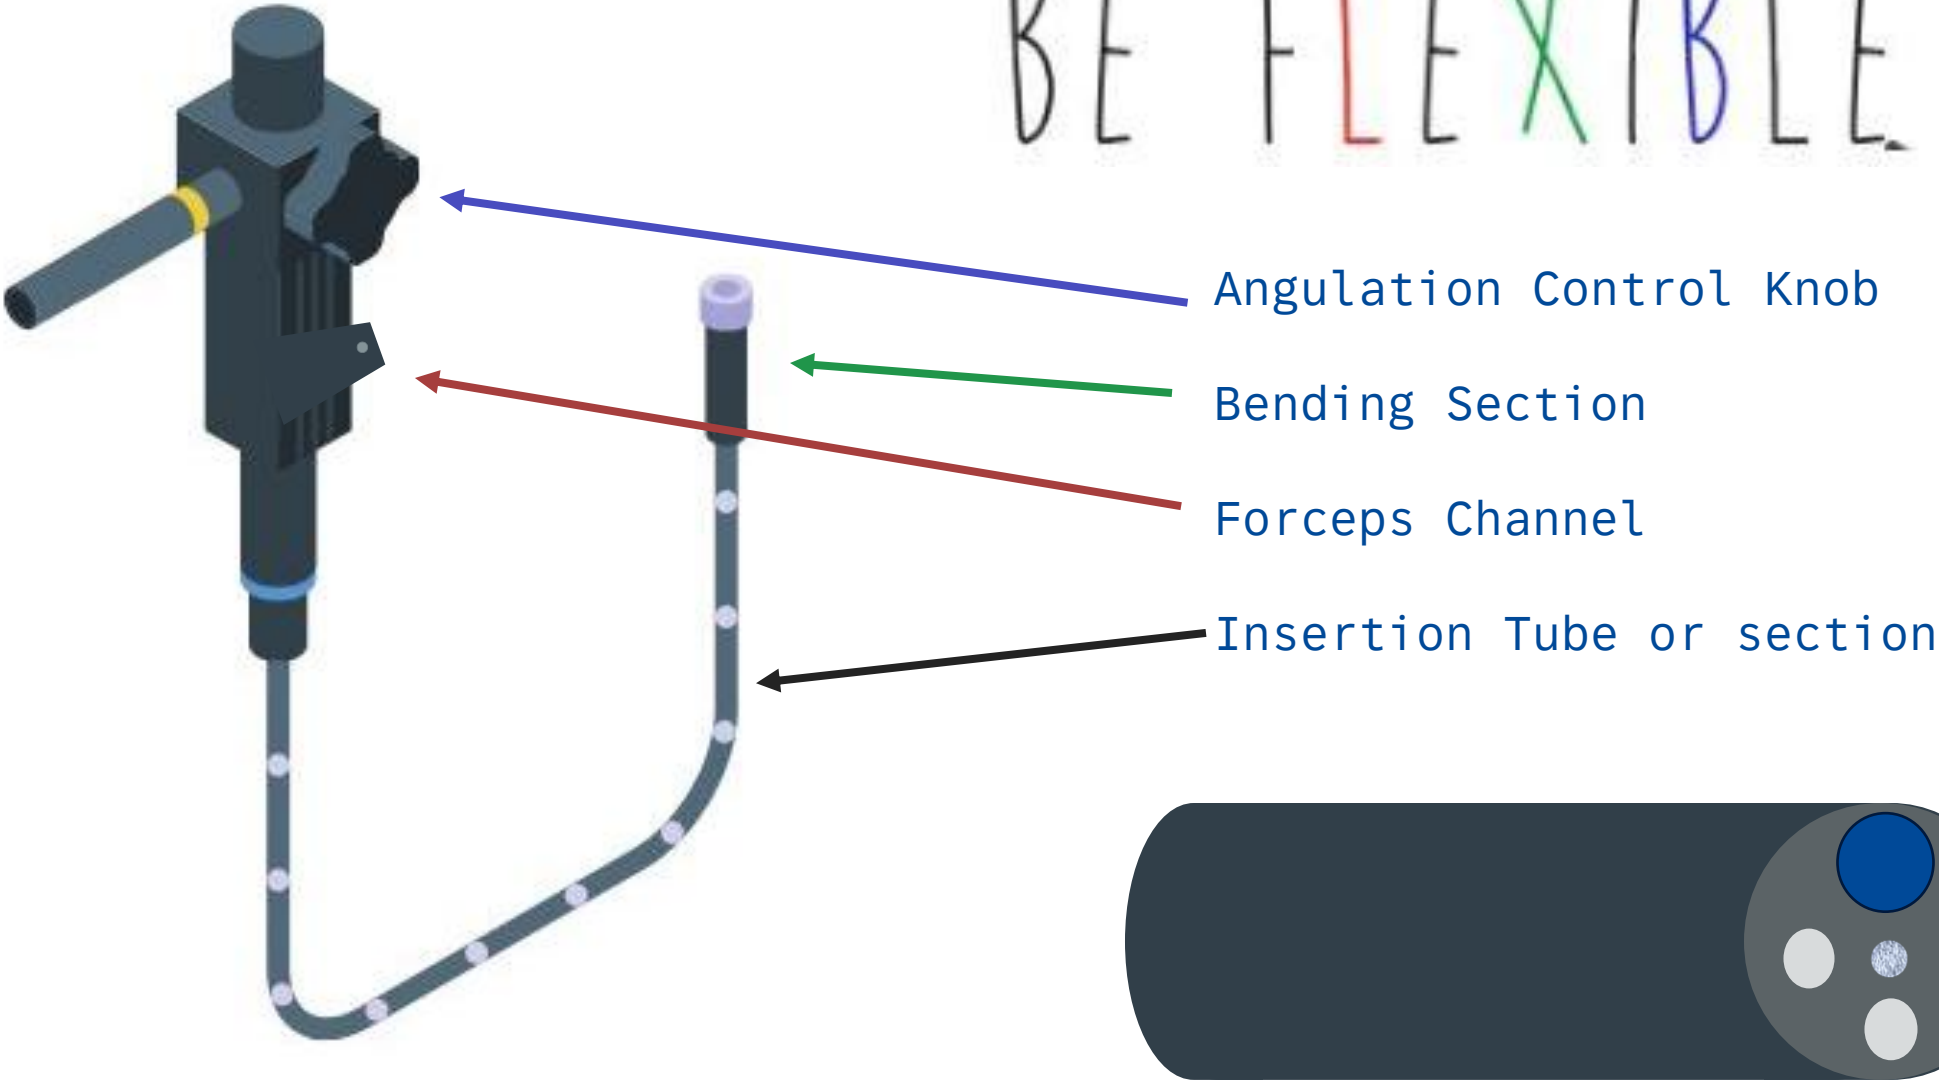 BE FLEXIBLE
Angulation Control Knob
Bending Section
Forceps Channel
Insertion Tube or section